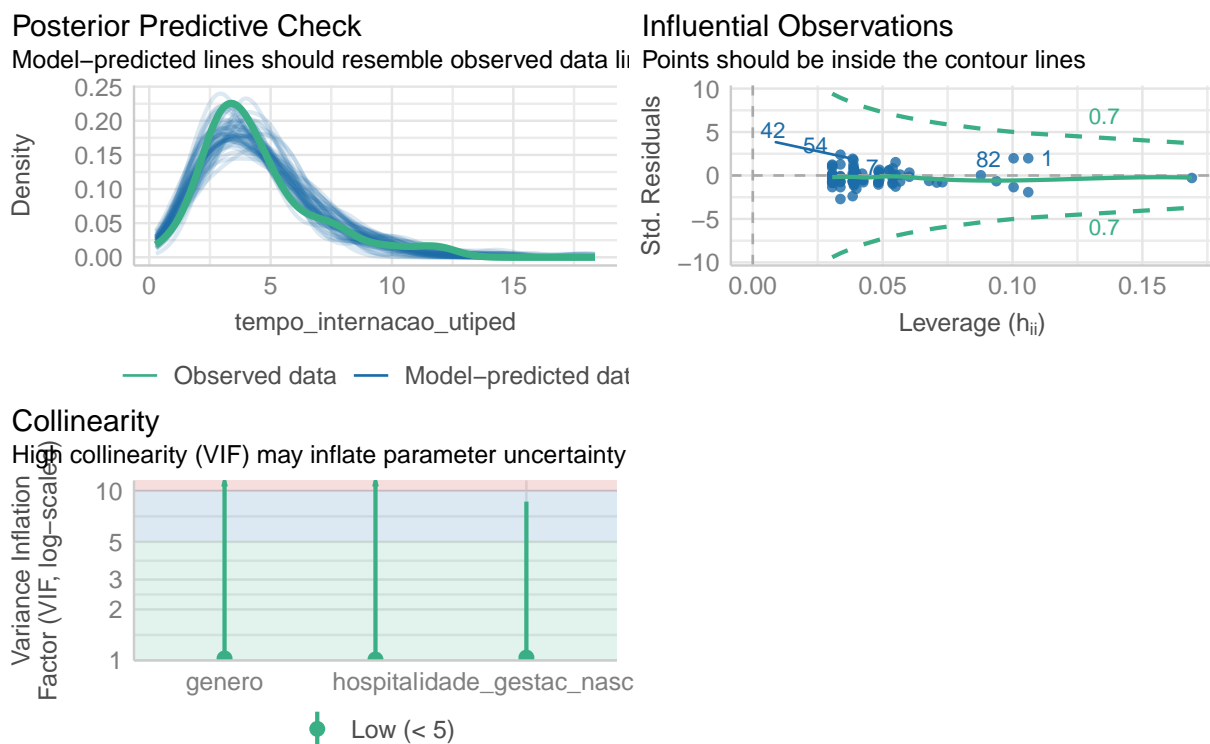 Posterior Predictive Check
Model−predicted lines should resemble observed data li
Density
0.25
0.20
0.15
0.10
0.05
0.00
0 5 10 15
tempo_internacao_utiped
Observed data Model−predicted dat
Influential Observations
Points should be inside the contour lines
Std. Residuals
10
5
0
−5
−10
42
54
7
82
1
0.7
0.7
0.00 0.05 0.10 0.15
Leverage (hii)
Collinearity
High collinearity (VIF) may inflate parameter uncertainty
Variance Inflation
Factor (VIF, log−scaled)
10
5
3
2
1
genero hospitalidade_gestac_nasc
Low (< 5)